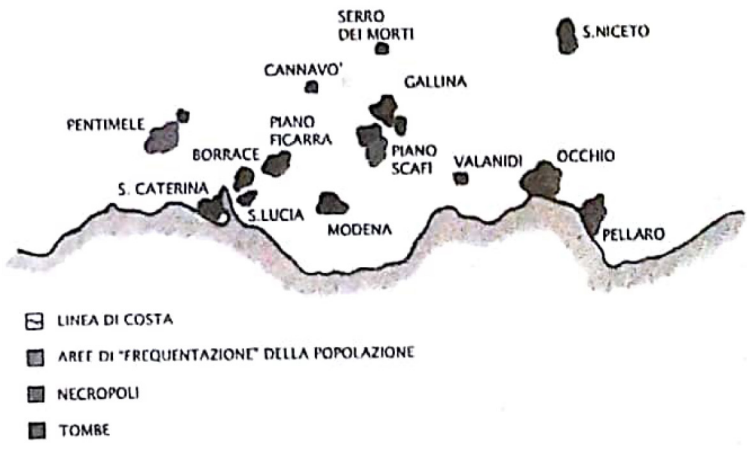 SERRO
DEI MORTI
S.NICETO
CANNAVO'
GALLINA
PENTIMELE
PIANO
FICARRA
BORRACE
PIANO
SCAFI
VALANIDI
OCCHIO
S. CATERINA
S.LUCIA
MODENA
PELLARO
LINEA DI COSTA
AREE DI "FREQUENTAZIONE" DELLA POPOLAZIONE
NECROPOLI
TOMBE